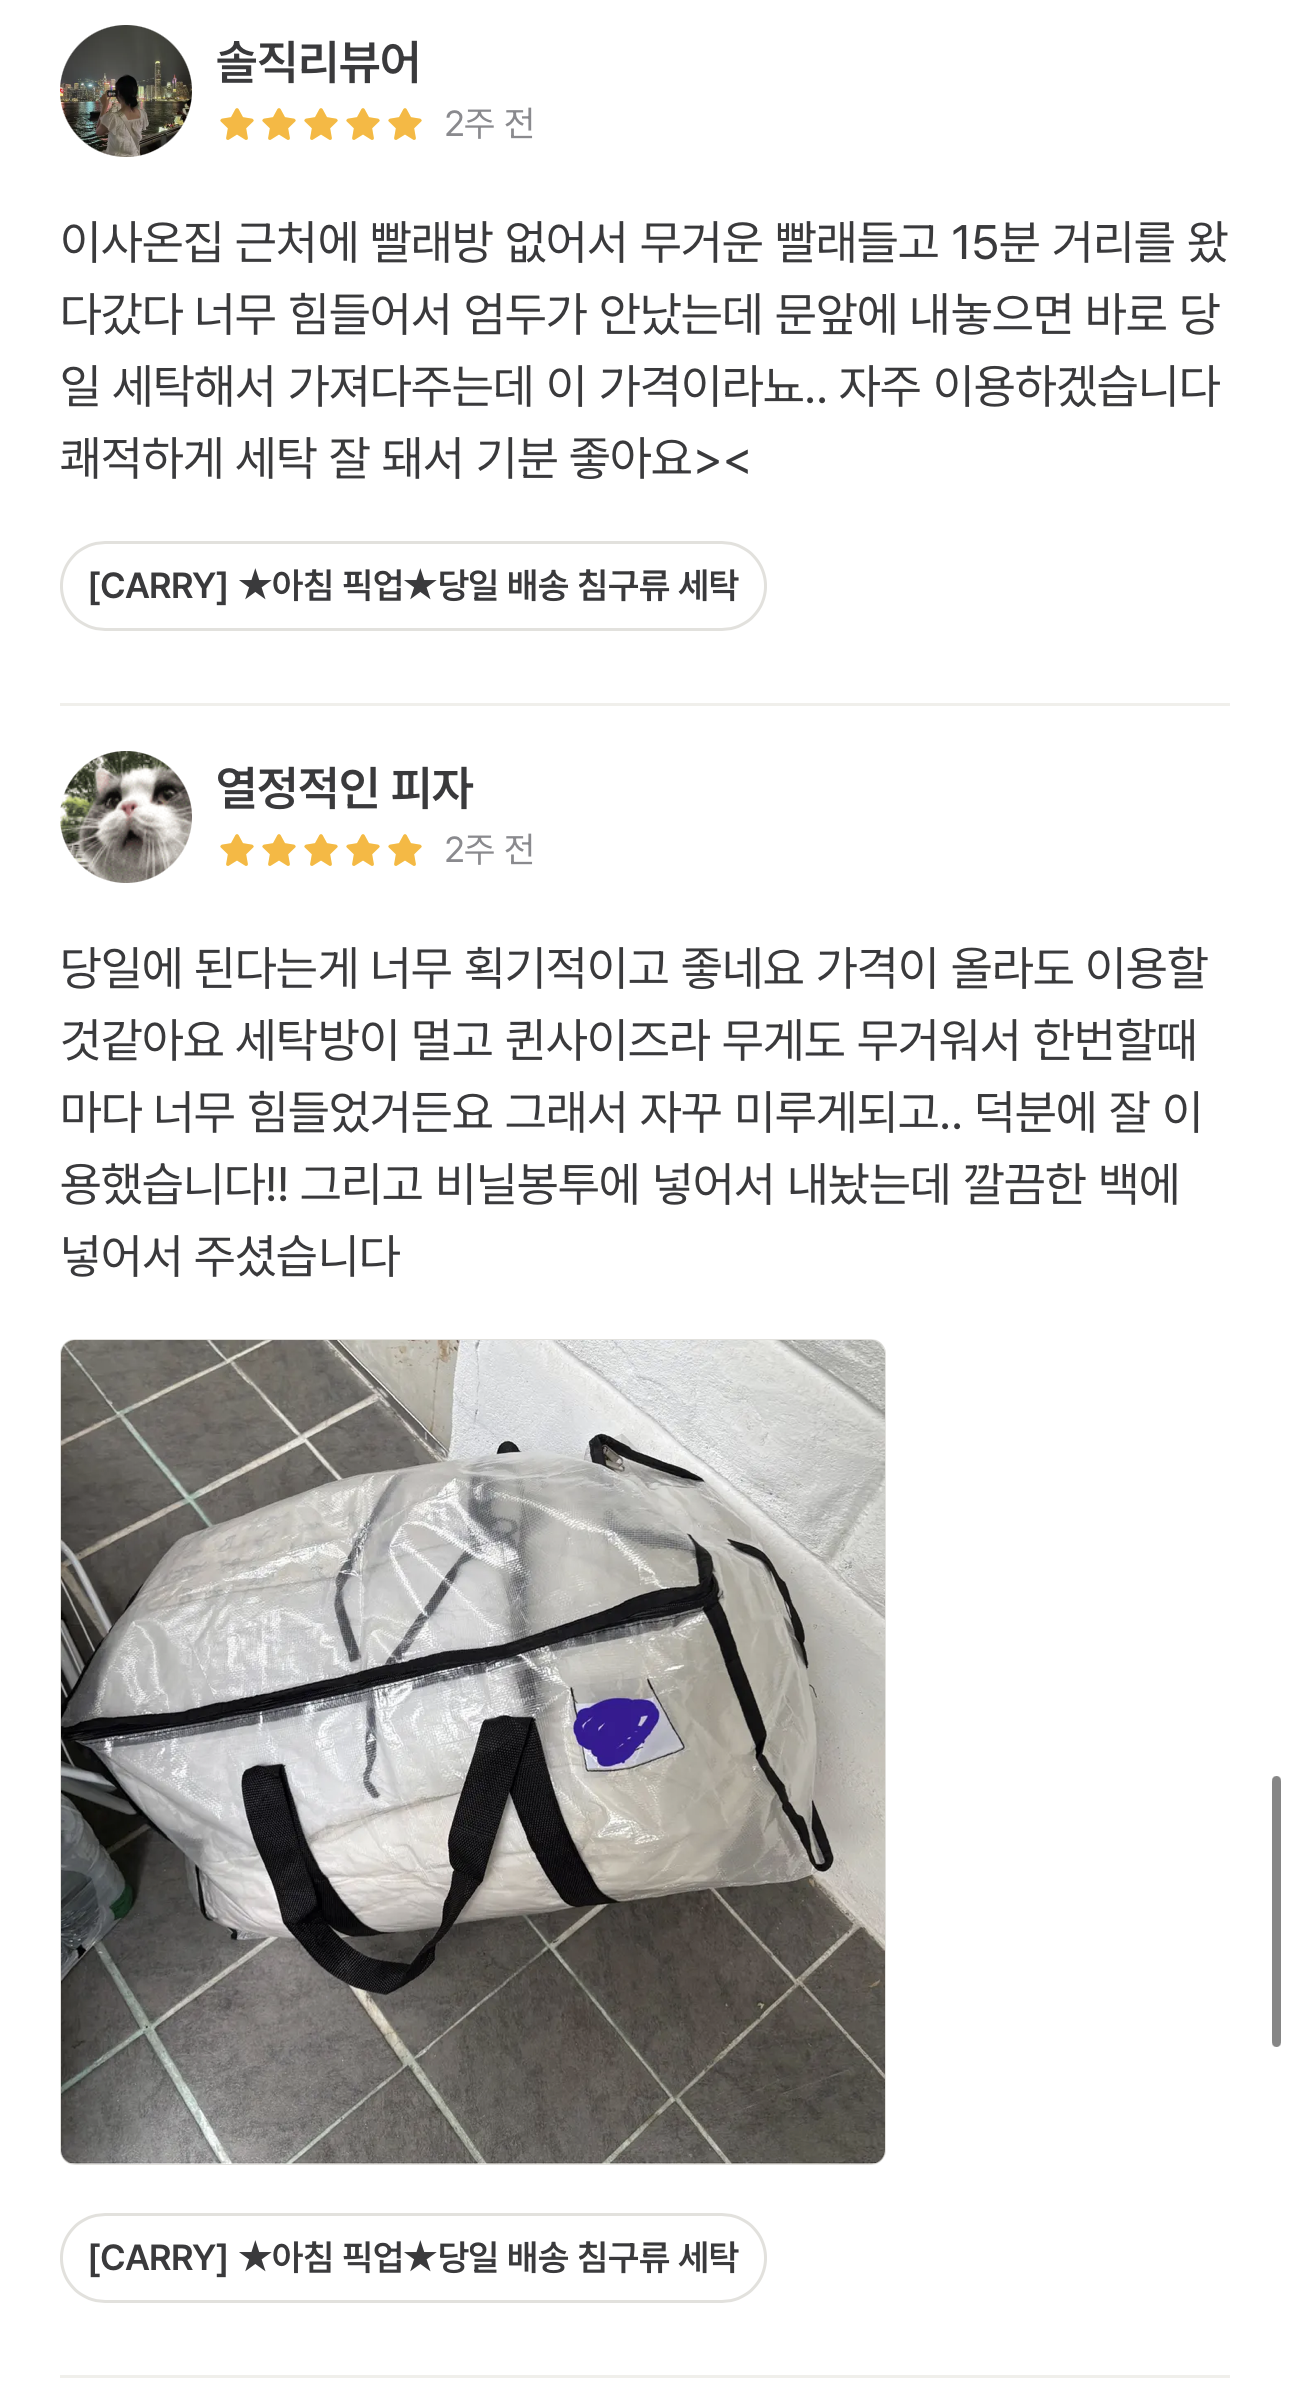 솔직리뷰어
★★★★★ 2주 전
이사온집 근처에 빨래방 없어서 무거운 빨래들고 15분 거리를 왔
다갔다 너무 힘들어서 엄두가 안났는데 문앞에 내놓으면 바로 당
일 세탁해서 가져다주는데 이 가격이라뇨.. 자주 이용하겠습니다
쾌적하게 세탁 잘 돼서 기분 좋아요><
[CARRY] ★아침 픽업★당일 배송 침구류 세탁
열정적인 피자
★★★★★ 2주 전
당일에 된다는게 너무 획기적이고 좋네요 가격이 올라도 이용할
것같아요 세탁방이 멀고 퀸사이즈라 무게도 무거워서 한번할때
마다 너무 힘들었거든요 그래서 자꾸 미루게되고.. 덕분에 잘 이
용했습니다!! 그리고 비닐봉투에 넣어서 내놨는데 깔끔한 백에
넣어서 주셨습니다
[CARRY] ★아침 픽업★당일 배송 침구류 세탁